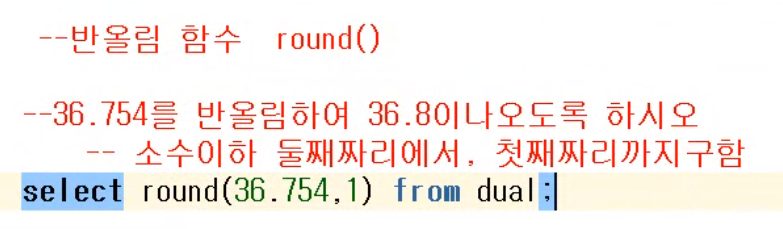 --반올림 함수  round()
--36.754를 반올림하여 36.8이나오도록 하시오
-- 소수이하 둘째짜리에서, 첫째짜리까지구함
select round(36.754,1) from dual;